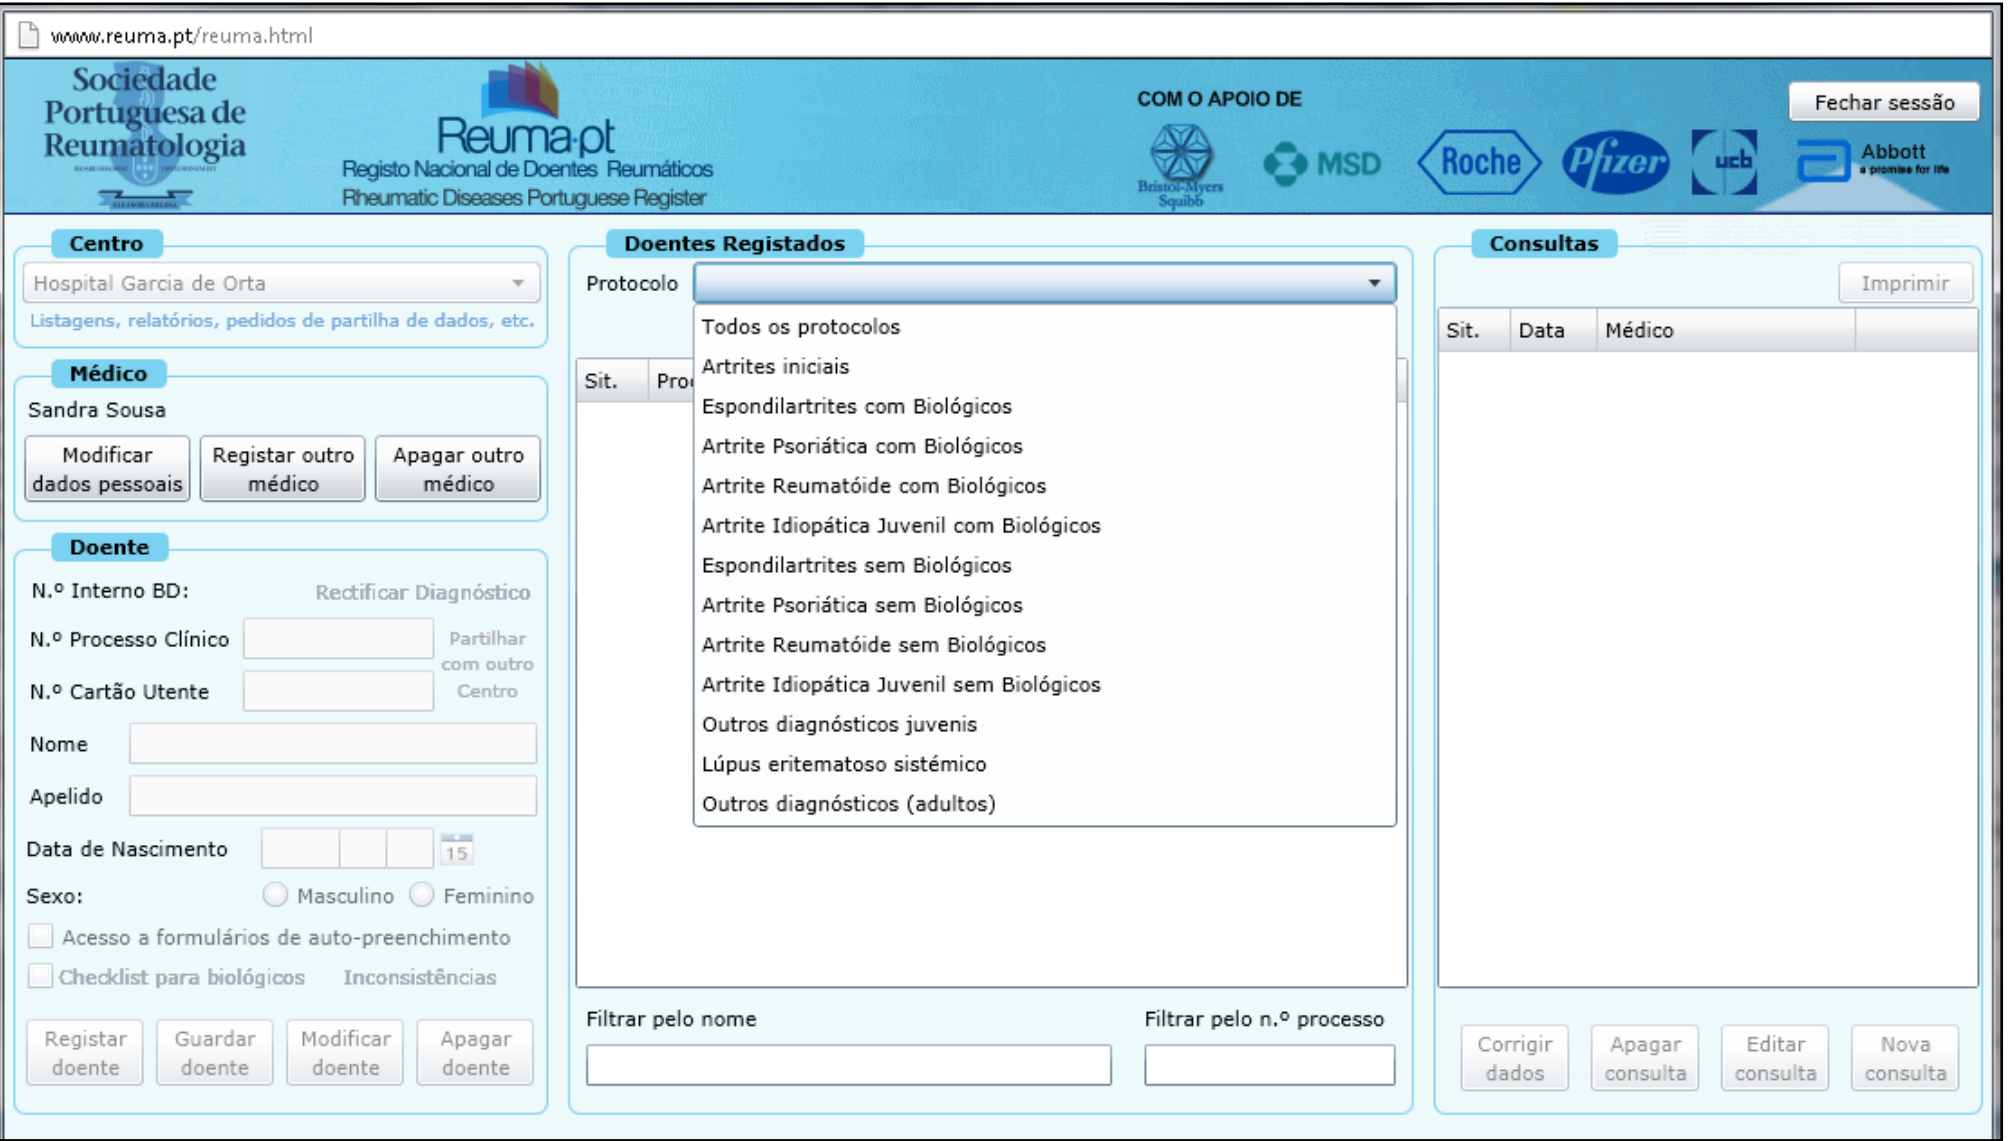 www.reuma.pt/reuma.html
Sociedade
Portuguesa de
Reumatologia
Reuma.pt
Registo Nacional de Doentes Reumáticos
Rheumatic Diseases Portuguese Register
COM O APOIO DE
Bristol-Myers
Squibb
MSD
Roche
Pfizer
ucb
Abbott
a promise for life
Fechar sessão
Centro
Hospital Garcia de Orta
Listagens, relatórios, pedidos de partilha de dados, etc.
Médico
Sandra Sousa
Modificar
dados pessoais
Registar outro
médico
Apagar outro
médico
Doente
N.º Interno BD:
Rectificar Diagnóstico
N.º Processo Clínico
Partilhar
com outro
Centro
N.º Cartão Utente
Nome
Apelido
Data de Nascimento
15
Sexo:
Masculino
Feminino
Acesso a formulários de auto-preenchimento
Checklist para biológicos
Inconsistências
Registar
doente
Guardar
doente
Modificar
doente
Apagar
doente
Doentes Registados
Protocolo
Todos os protocolos
Artrites iniciais
Espondilartrites com Biológicos
Artrite Psoriática com Biológicos
Artrite Reumatóide com Biológicos
Artrite Idiopática Juvenil com Biológicos
Espondilartrites sem Biológicos
Artrite Psoriática sem Biológicos
Artrite Reumatóide sem Biológicos
Artrite Idiopática Juvenil sem Biológicos
Outros diagnósticos juvenis
Lúpus eritematoso sistémico
Outros diagnósticos (adultos)
Sit.
Filtrar pelo nome
Filtrar pelo n.º processo
Consultas
Imprimir
Sit.
Data
Médico
Corrigir
dados
Apagar
consulta
Editar
consulta
Nova
consulta